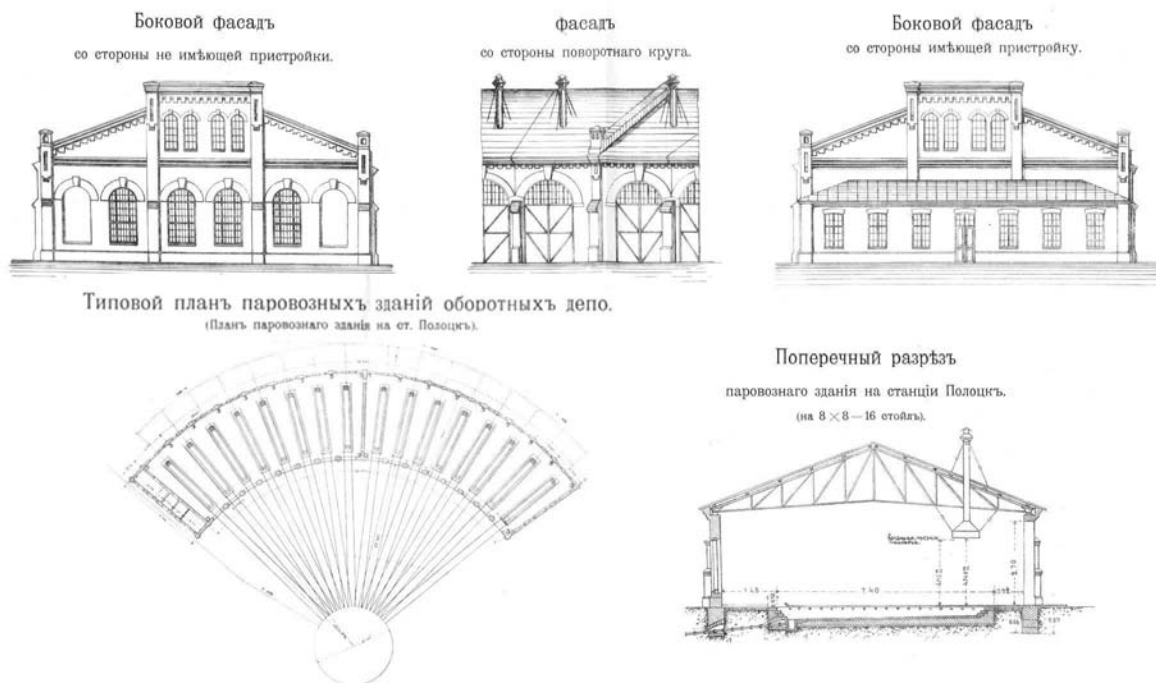 Боковой фасадъ
со стороны не имѣющей пристройки.
фасадъ
со стороны поворотнаго круга.
Боковой фасадъ
со стороны имѣющей пристройку.
Типовой планъ паровозныхъ зданій оборотныхъ депо.
(Планъ паровознаго зданія на ст. Полоцкъ).
Поперечный разрѣзъ
паровознаго зданія на станціи Полоцкъ.
(на 8 × 8 — 16 стойлъ).
7.40